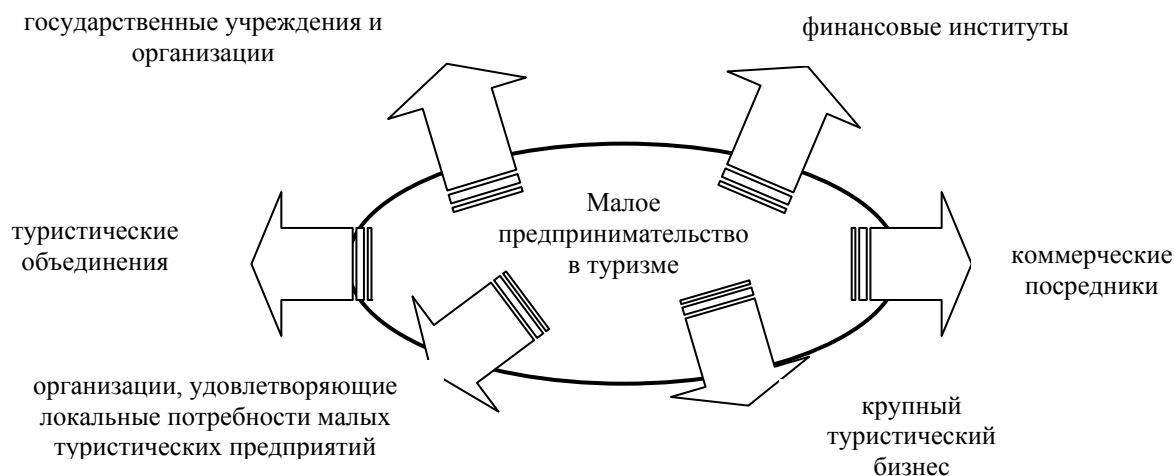 государственные учреждения и
организации
финансовые институты
Малое
предпринимательство
в туризме
туристические
объединения
коммерческие
посредники
организации, удовлетворяющие
локальные потребности малых
туристических предприятий
крупный
туристический
бизнес